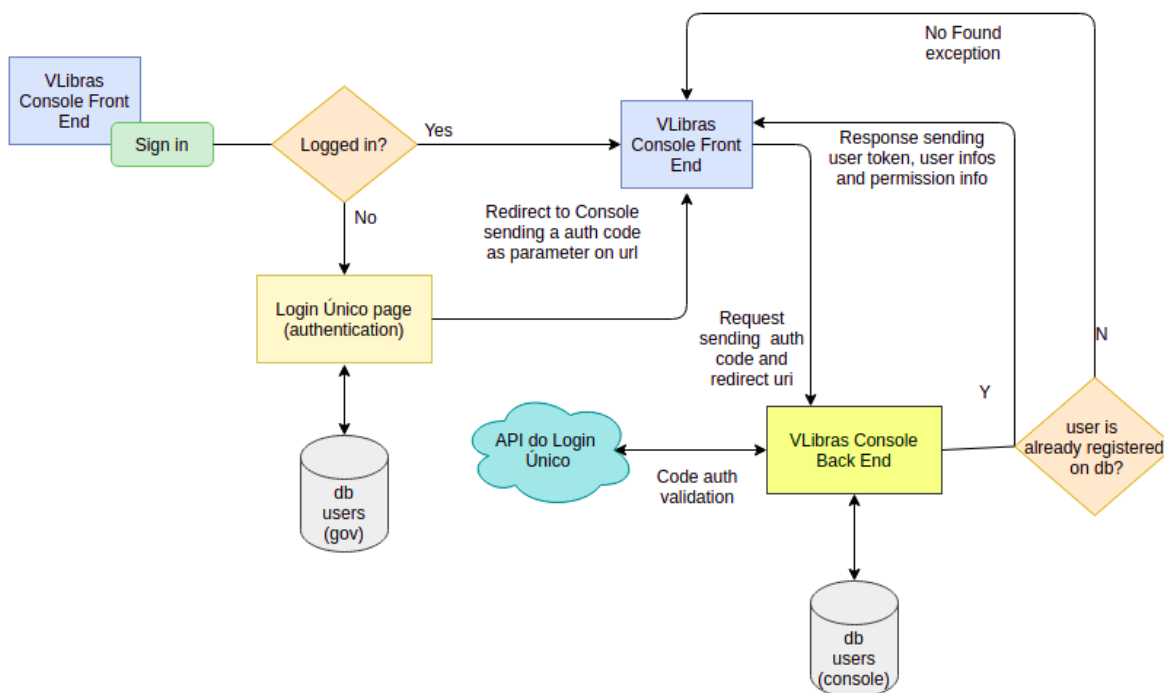 No Found
exception
VLibras
Console Front
End
Sign in
Logged in?
Yes
VLibras
Console Front
End
Response sending
user token, user infos
and permission info
No
Redirect to Console
sending a auth code
as parameter on url
Login Único page
(authentication)
Request
sending  auth
code and
redirect uri
N
Y
user is
already registered
on db?
API do Login
Único
VLibras Console
Back End
Code auth
validation
db
users
(gov)
db
users
(console)